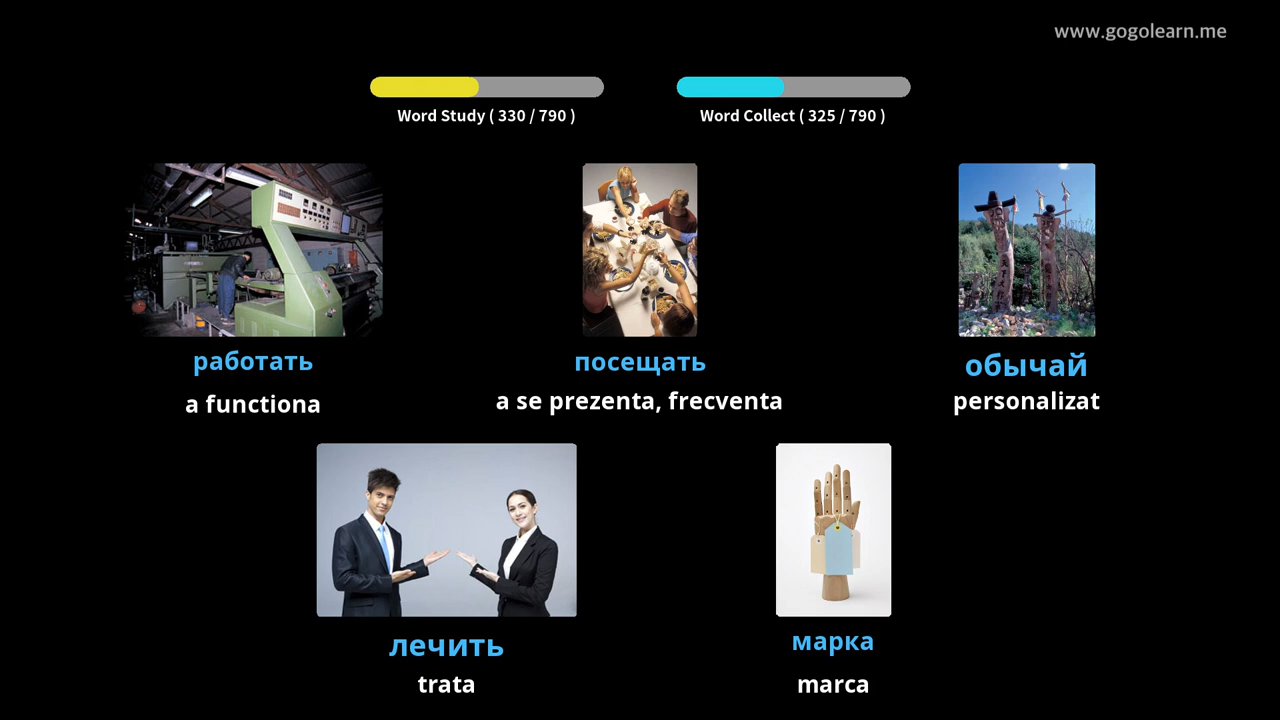 www.gogolearn.me
Word Study ( 330 / 790 )
Word Collect ( 325 / 790 )
работать
посещать
обычай
a functiona
a se prezenta, frecventa
personalizat
лечить
марка
trata
marca